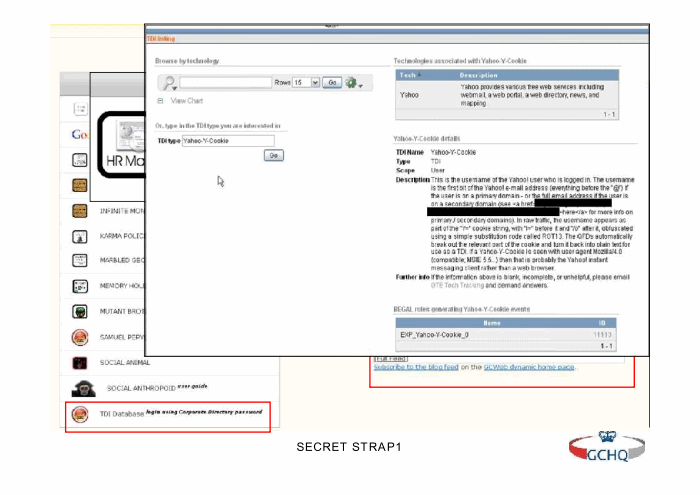 TDI linking
Browse by technology
Rows 15 Go
View Chart
Or, type in the TDI type you are interested in
TDI type Yahoo-Y-Cookie
Go
Technologies associated with Yahoo-Y-Cookie
Tech Description
Yahoo Yahoo provides various free web services including
webmail, a web portal, a web directory, news, and
mapping
1 - 1
Yahoo-Y-Cookie details
TDI Name Yahoo-Y-Cookie
Type TDI
Scope User
Description This is the username of the Yahoo! user who is logged in. The username
is the first bit of the Yahoo! e-mail address (everything before the "@") if
the user is on a primary domain - or the full email address if the user is
on a secondary domain (see <a href=
>here</a> for more info on
primary / secondary domains). In raw traffic, the username appears as
part of the "Y=" cookie string, with "l=" before it and "/o" after it, obfuscated
using a simple substitution code called ROT13. The GFDs automatically
break out the relevant part of the cookie and turn it back into plain text for
use as a TDI. If a Yahoo-Y-Cookie is seen with user agent Mozilla/4.0
(compatible; MSIE 5.5...) then that is probably the Yahoo! instant
messaging client rather than a web browser.
Further info If the information above is blank, incomplete, or unhelpful, please email
GTE Tech Tracking and demand answers.
BEGAL rules generating Yahoo-Y-Cookie events
Name ID
EXP_Yahoo-Y-Cookie_0 11113
1 - 1
Go
HR Ma
INFINITE MON
KARMA POLIC
MARBLED GEC
MEMORY HOL
MUTANT BROT
SAMUEL PEPY
SOCIAL ANIMAL
SOCIAL ANTHROPOID user guide
TDI Database login using Corporate Directory password
[Full Feed]
Subscribe to the blog feed on the GCWeb dynamic home page.
SECRET STRAP1
GCHQ